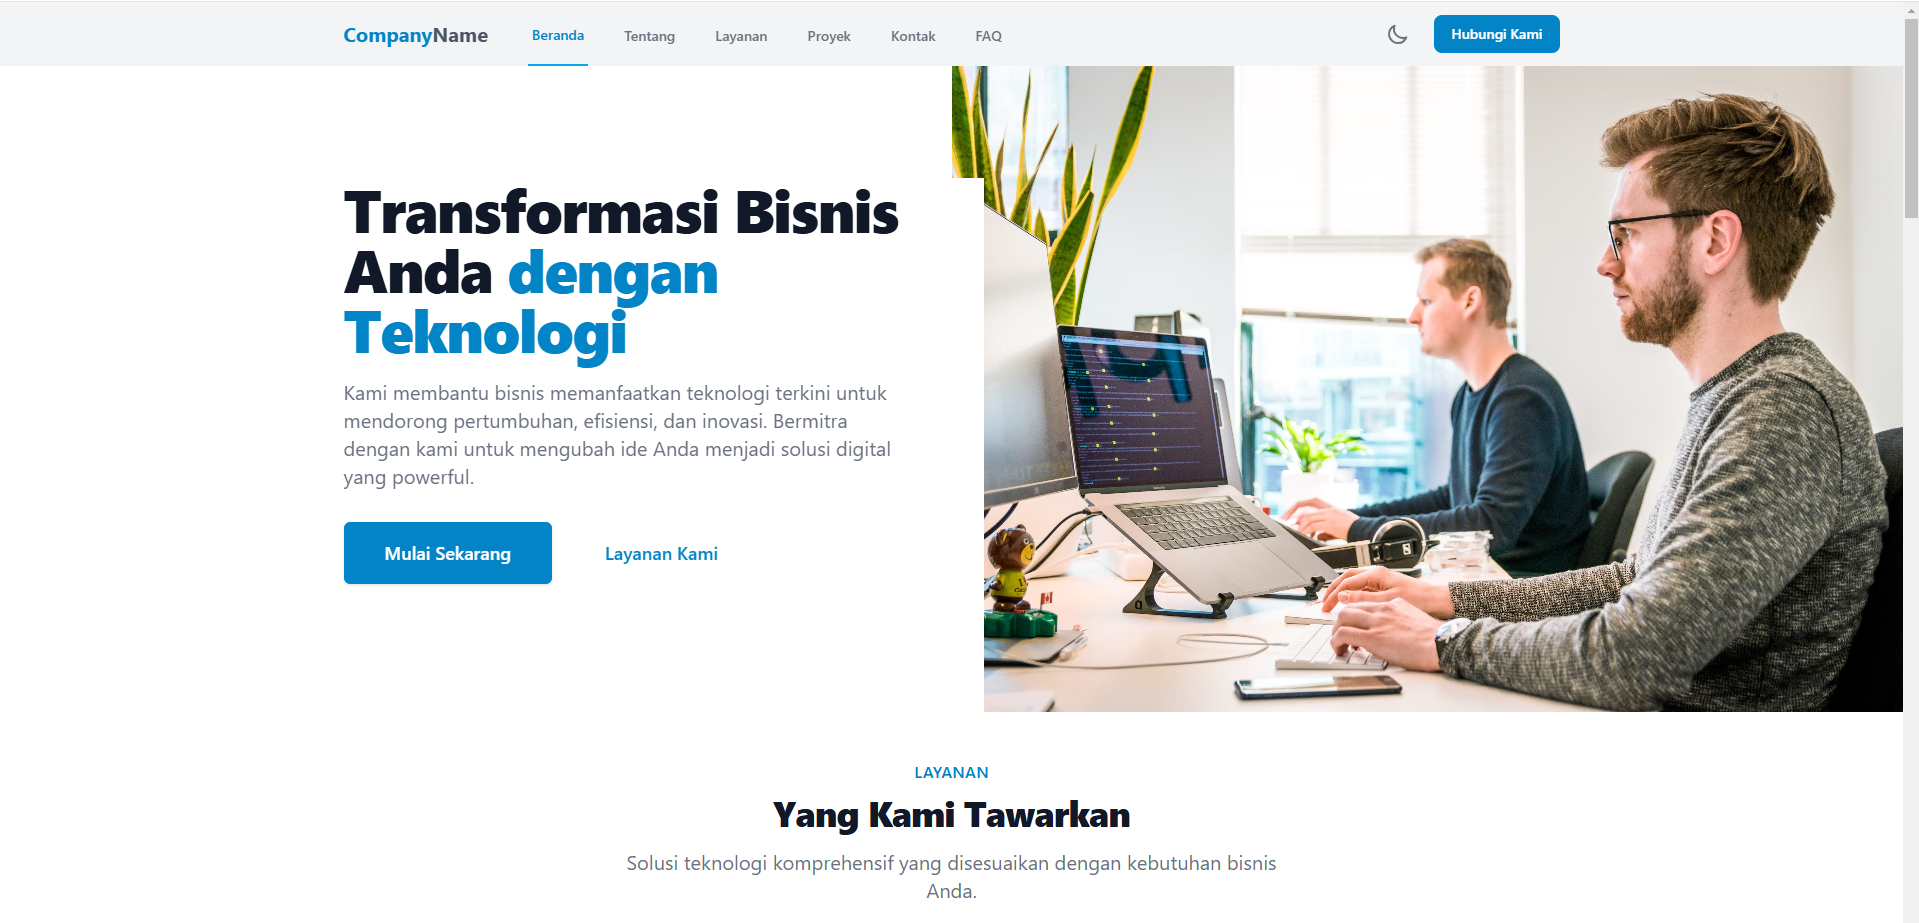 CompanyName
Beranda
Tentang
Layanan
Proyek
Kontak
FAQ
Hubungi Kami
Transformasi Bisnis
Anda dengan
Teknologi
Kami membantu bisnis memanfaatkan teknologi terkini untuk
mendorong pertumbuhan, efisiensi, dan inovasi. Bermitra
dengan kami untuk mengubah ide Anda menjadi solusi digital
yang powerful.
Mulai Sekarang
Layanan Kami
LAYANAN
Yang Kami Tawarkan
Solusi teknologi komprehensif yang disesuaikan dengan kebutuhan bisnis
Anda.